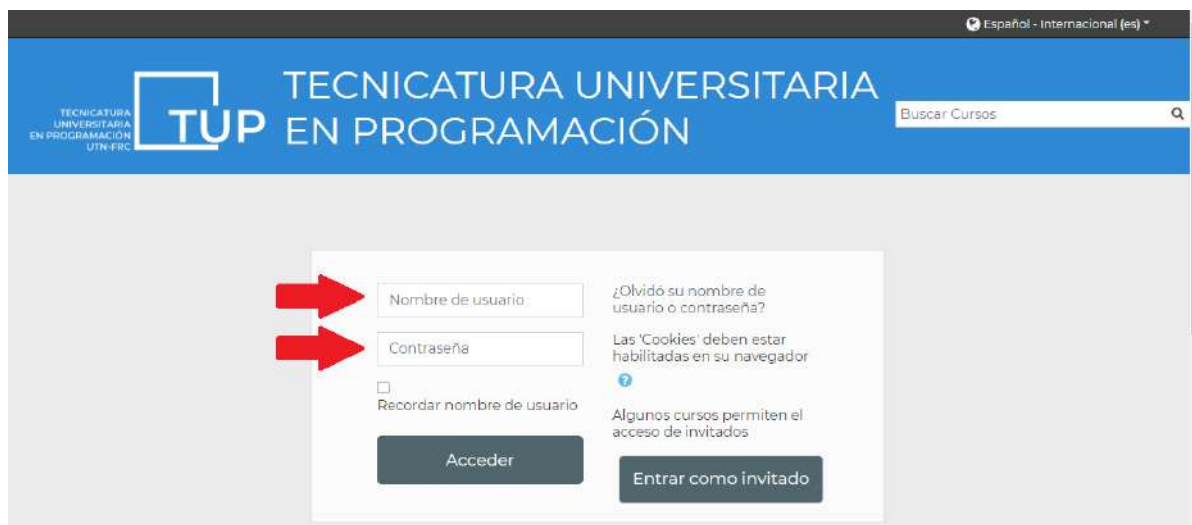 Español - Internacional (es)
TECNICATURA
UNIVERSITARIA
EN PROGRAMACIÓN
UTN-FRC
TUP
TECNICATURA UNIVERSITARIA
EN PROGRAMACIÓN
Buscar Cursos
Nombre de usuario
Contraseña
Recordar nombre de usuario
Acceder
¿Olvidó su nombre de
usuario o contraseña?
Las 'Cookies' deben estar
habilitadas en su navegador
Algunos cursos permiten el
acceso de invitados
Entrar como invitado